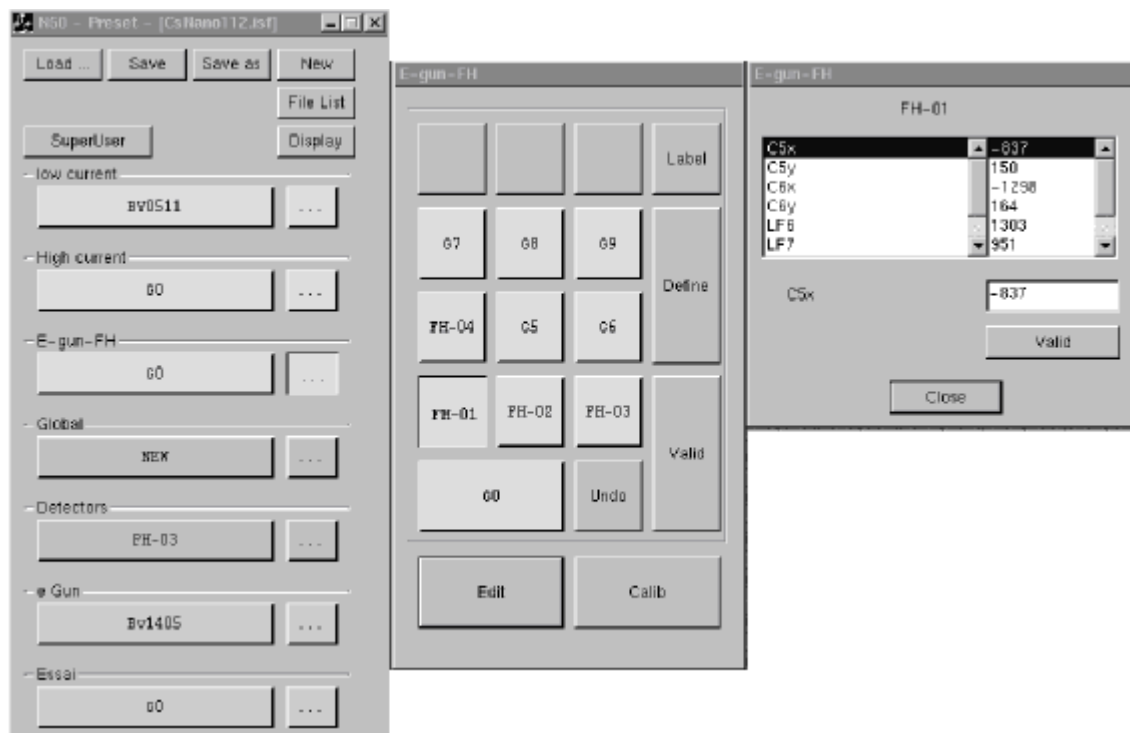 N50 - Preset - [CsNano112.isf]
Load ... Save Save as New
File List
SuperUser Display
low current
BV0511 ...
High current
G0 ...
E-gun-FH
G0 ...
Global
NEW ...
Detectors
FH-03 ...
e Gun
Bv1405 ...
Essai
G0 ...
E-gun-FH
Label
G7 G8 G9
Define
FH-04 G5 G6
FH-01 FH-02 FH-03
Valid
G0 Undo
Edit Calib
E-gun-FH
FH-01
C5x -837
C5y 150
C6x -1298
C6y 164
LF6 1303
LF7 951
C5x -837
Valid
Close